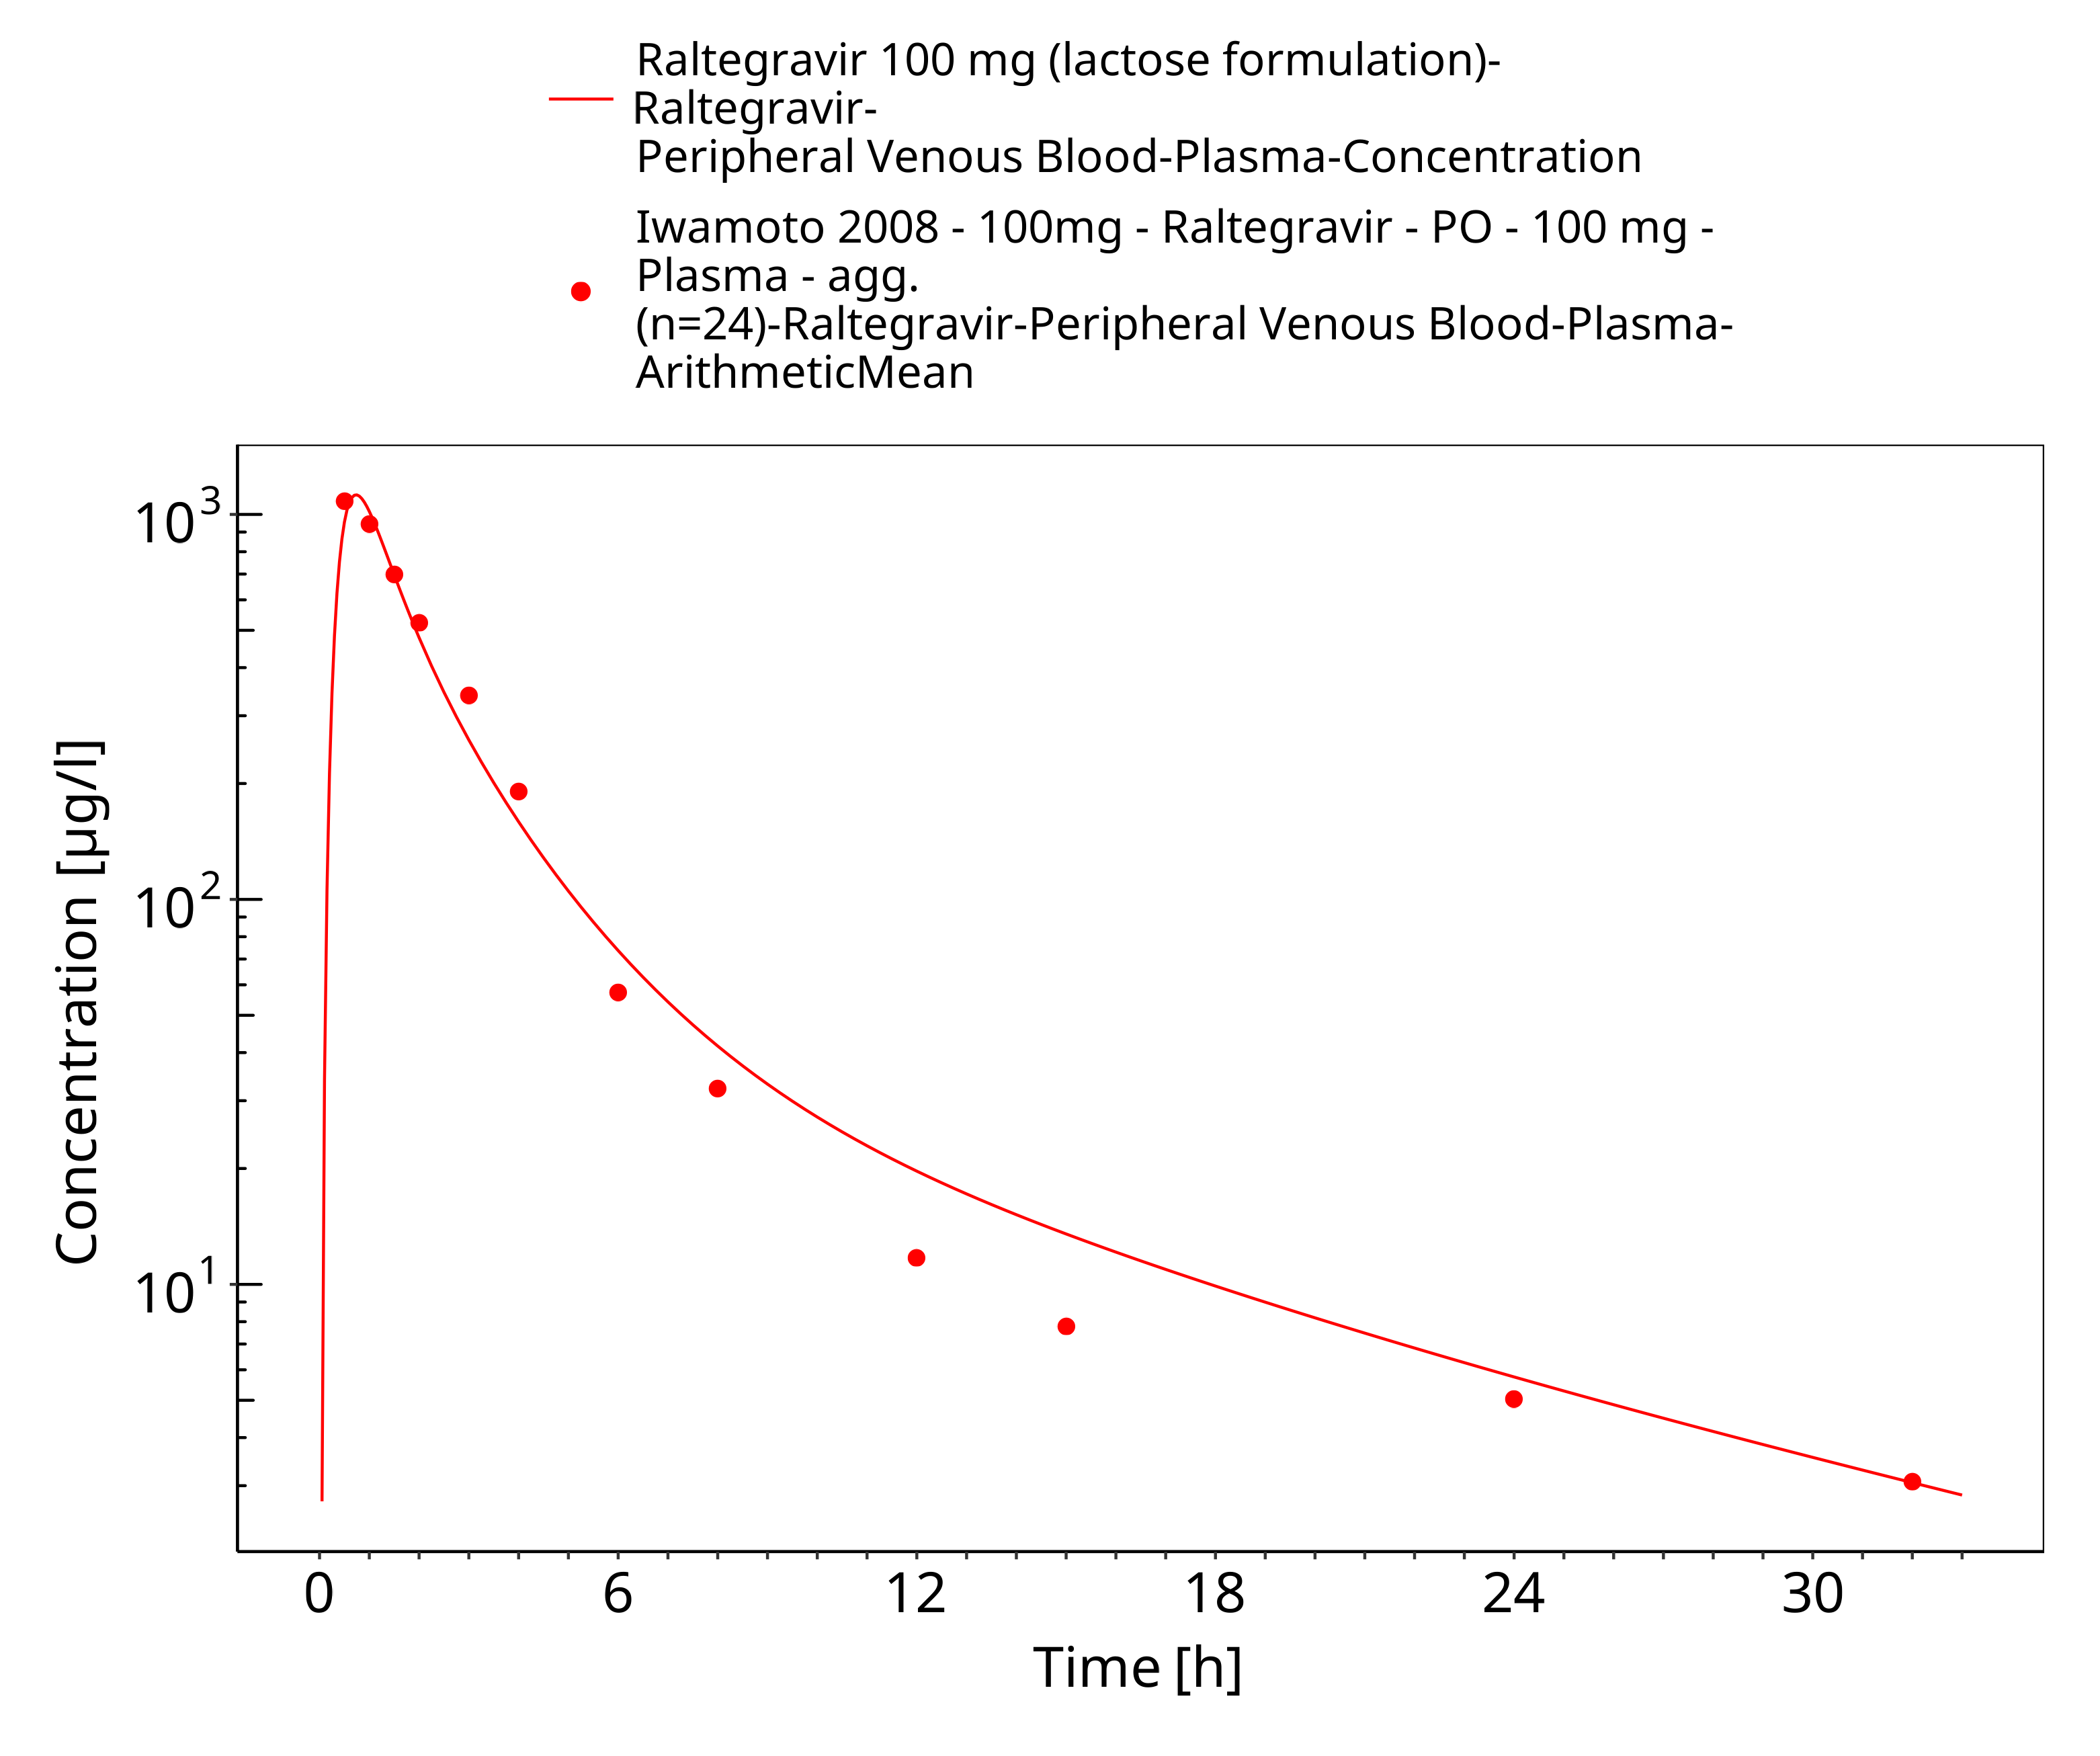 Raltegravir 100 mg (lactose formulation)-
Raltegravir-
Peripheral Venous Blood-Plasma-Concentration
Iwamoto 2008 - 100mg - Raltegravir - PO - 100 mg -
Plasma - agg.
(n=24)-Raltegravir-Peripheral Venous Blood-Plasma-
ArithmeticMean
10³
10²
10¹
Concentration [µg/l]
0 6 12 18 24 30
Time [h]